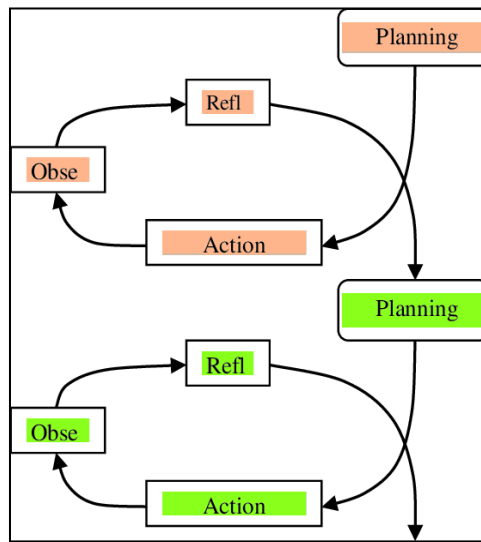 Planning
Refl
Obse
Action
Planning
Refl
Obse
Action